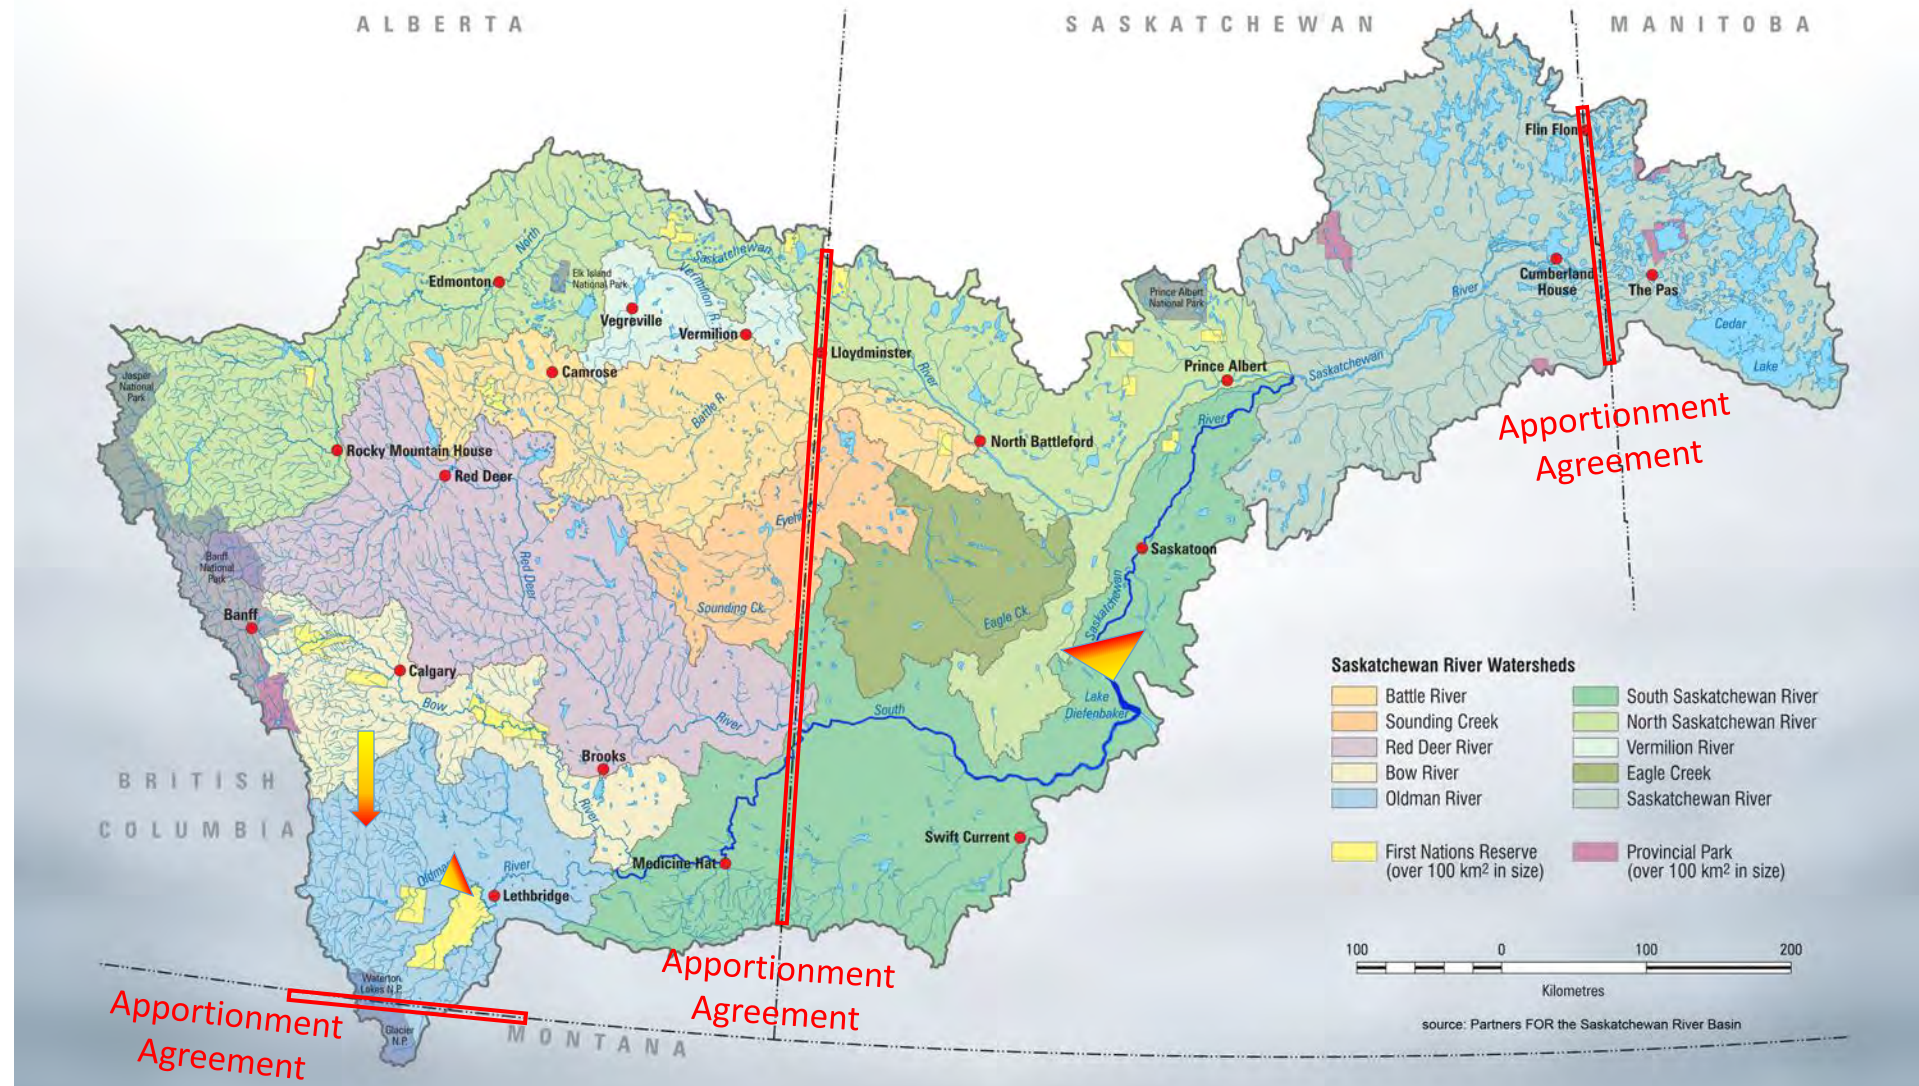 ALBERTA
SASKATCHEWAN
MANITOBA
Flin Flon
North
Saskatchewan
Edmonton
Elk Island
National Park
Vermilion R.
Vegreville
Vermilion
Prince Albert
National Park
River
Cumberland
House
The Pas
Cedar
Lake
Lloydminster
Camrose
River
Prince Albert
Saskatchewan
Jasper
National
Park
Battle R.
River
Apportionment
Agreement
Rocky Mountain House
Red Deer
North Battleford
Red Deer
Saskatoon
Banff
National
Park
Banff
Sounding Ck.
Eagle Ck.
Saskatchewan
Calgary
Bow
River
South
Lake
Diefenbaker
Brooks
River
BRITISH
COLUMBIA
Medicine Hat
Swift Current
Oldman
River
Lethbridge
Waterton
Lakes N.P.
Glacier
N.P.
MONTANA
Apportionment
Agreement
Apportionment
Agreement
Saskatchewan River Watersheds
Battle River
Sounding Creek
Red Deer River
Bow River
Oldman River
South Saskatchewan River
North Saskatchewan River
Vermilion River
Eagle Creek
Saskatchewan River
First Nations Reserve
(over 100 km² in size)
Provincial Park
(over 100 km² in size)
100 0 100 200
Kilometres
source: Partners FOR the Saskatchewan River Basin